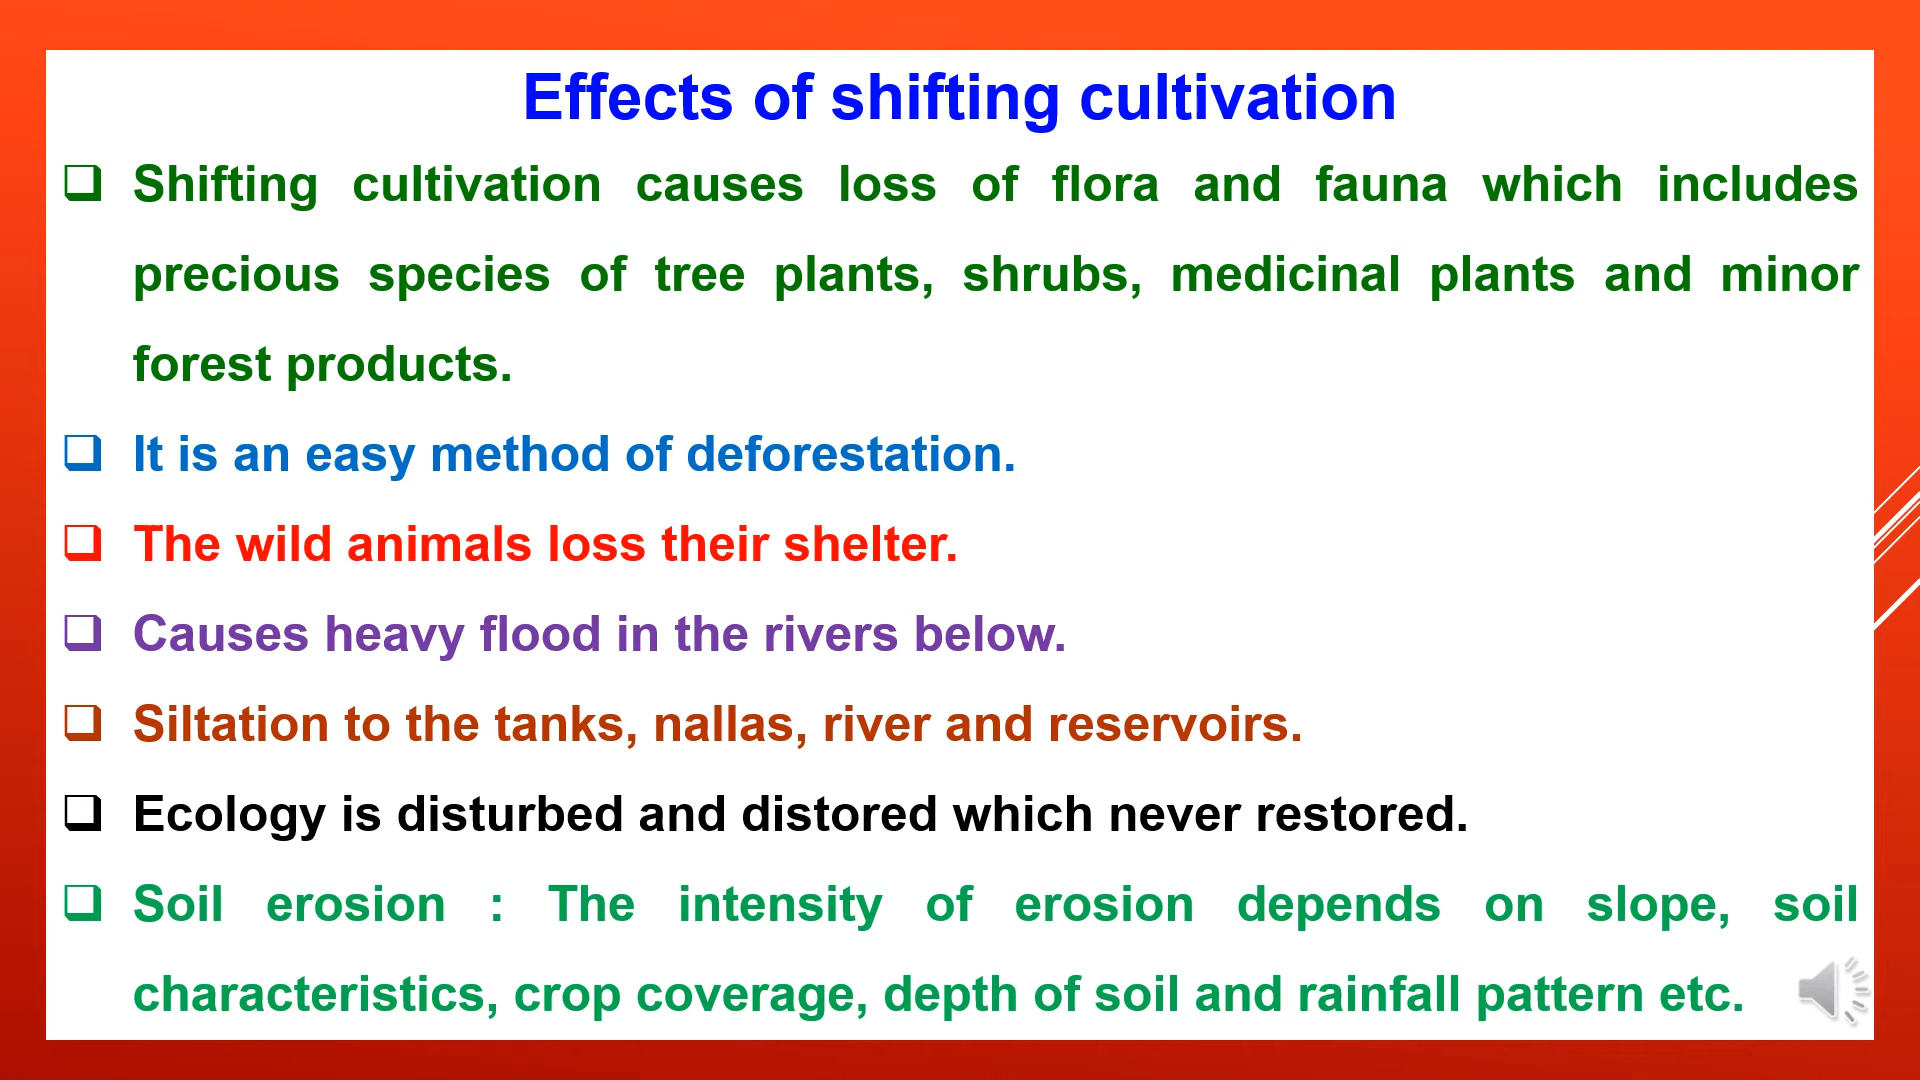 Effects of shifting cultivation
❑ Shifting cultivation causes loss of flora and fauna which includes
precious species of tree plants, shrubs, medicinal plants and minor
forest products.
❑ It is an easy method of deforestation.
❑ The wild animals loss their shelter.
❑ Causes heavy flood in the rivers below.
❑ Siltation to the tanks, nallas, river and reservoirs.
❑ Ecology is disturbed and distored which never restored.
❑ Soil erosion : The intensity of erosion depends on slope, soil
characteristics, crop coverage, depth of soil and rainfall pattern etc.